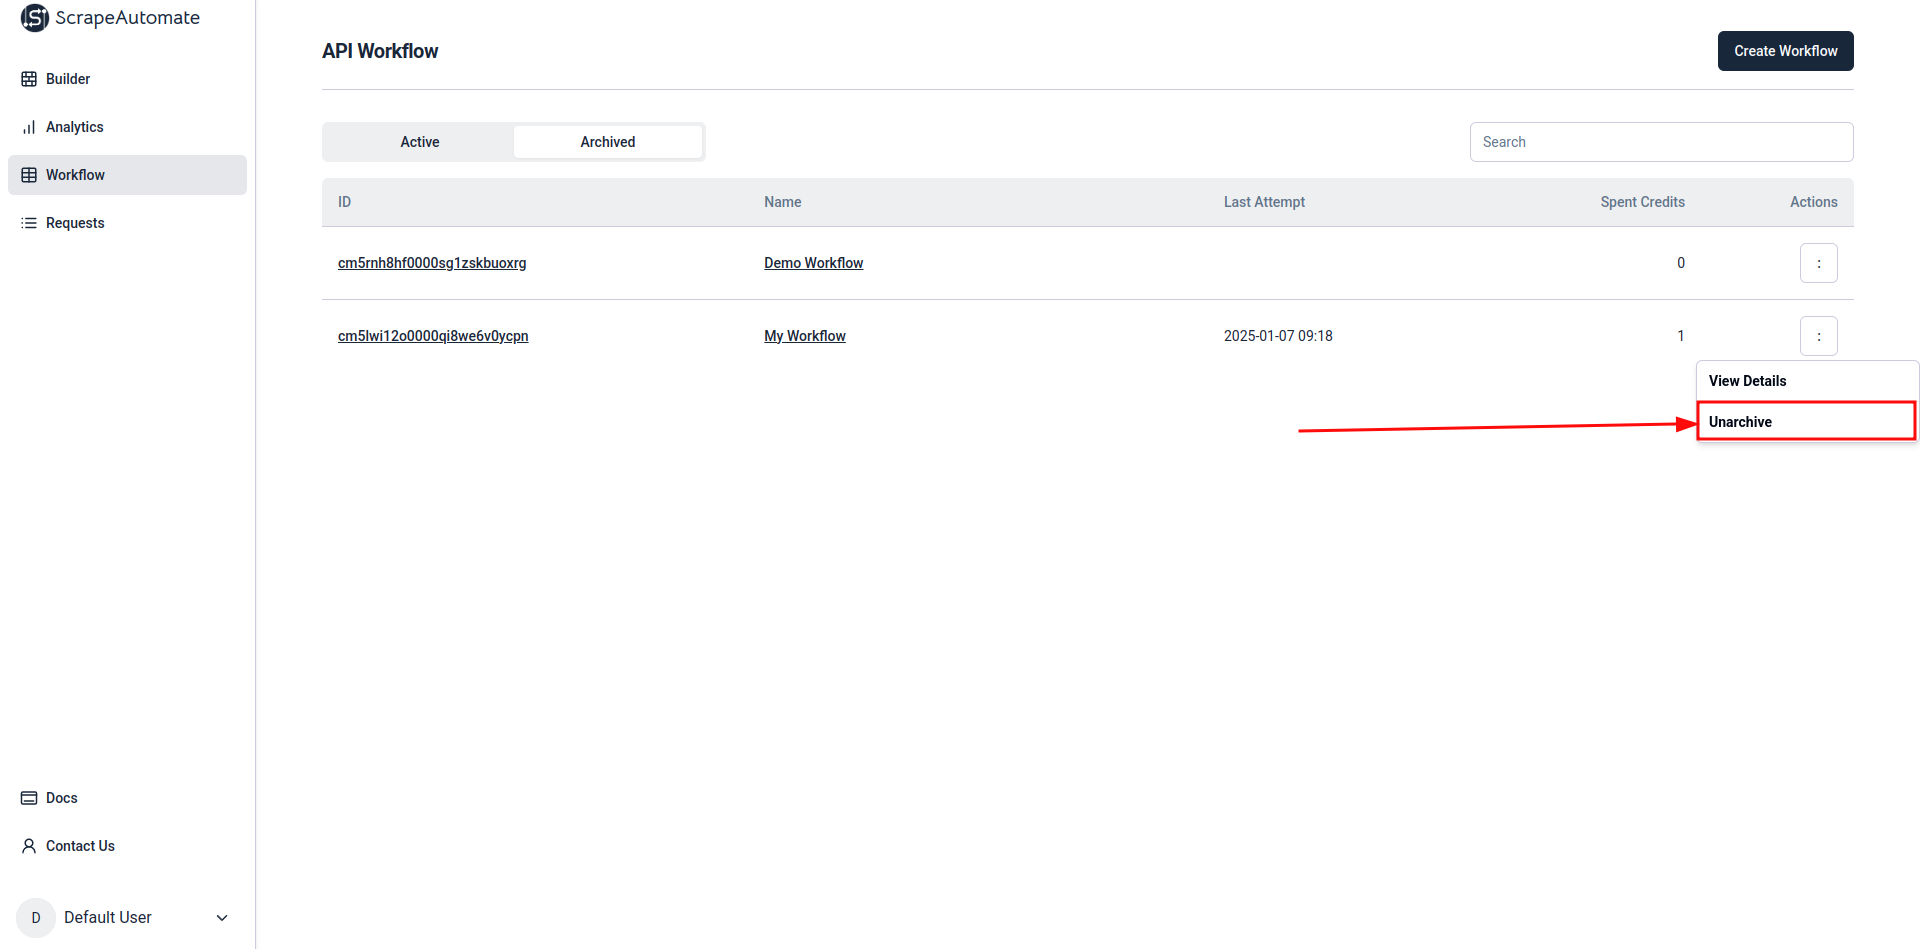 ScrapeAutomate
Builder
Analytics
Workflow
Requests
Docs
Contact Us
D Default User
API Workflow Create Workflow
Active Archived Search
ID Name Last Attempt Spent Credits Actions
cm5rnh8hf0000sg1zskbuoxrg Demo Workflow 0 :
cm5lwi12o0000qi8we6v0ycpn My Workflow 2025-01-07 09:18 1 :
View Details
Unarchive